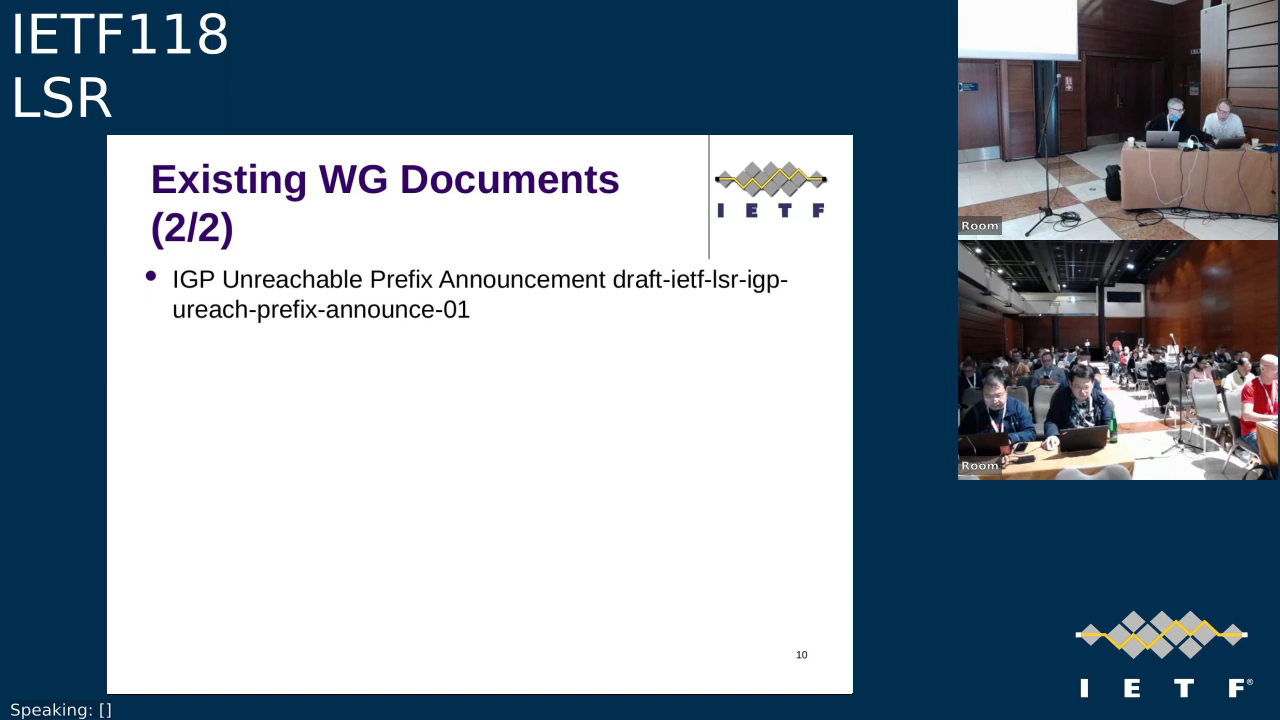 IETF118
LSR
Existing WG Documents
(2/2)
I E T F
IGP Unreachable Prefix Announcement draft-ietf-lsr-igp-
ureach-prefix-announce-01
10
Room
Room
I E T F®
Speaking: []